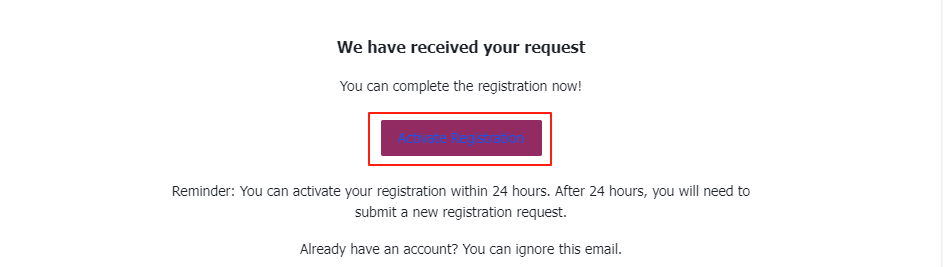 We have received your request
You can complete the registration now!
Activate Registration
Reminder: You can activate your registration within 24 hours. After 24 hours, you will need to
submit a new registration request.
Already have an account? You can ignore this email.